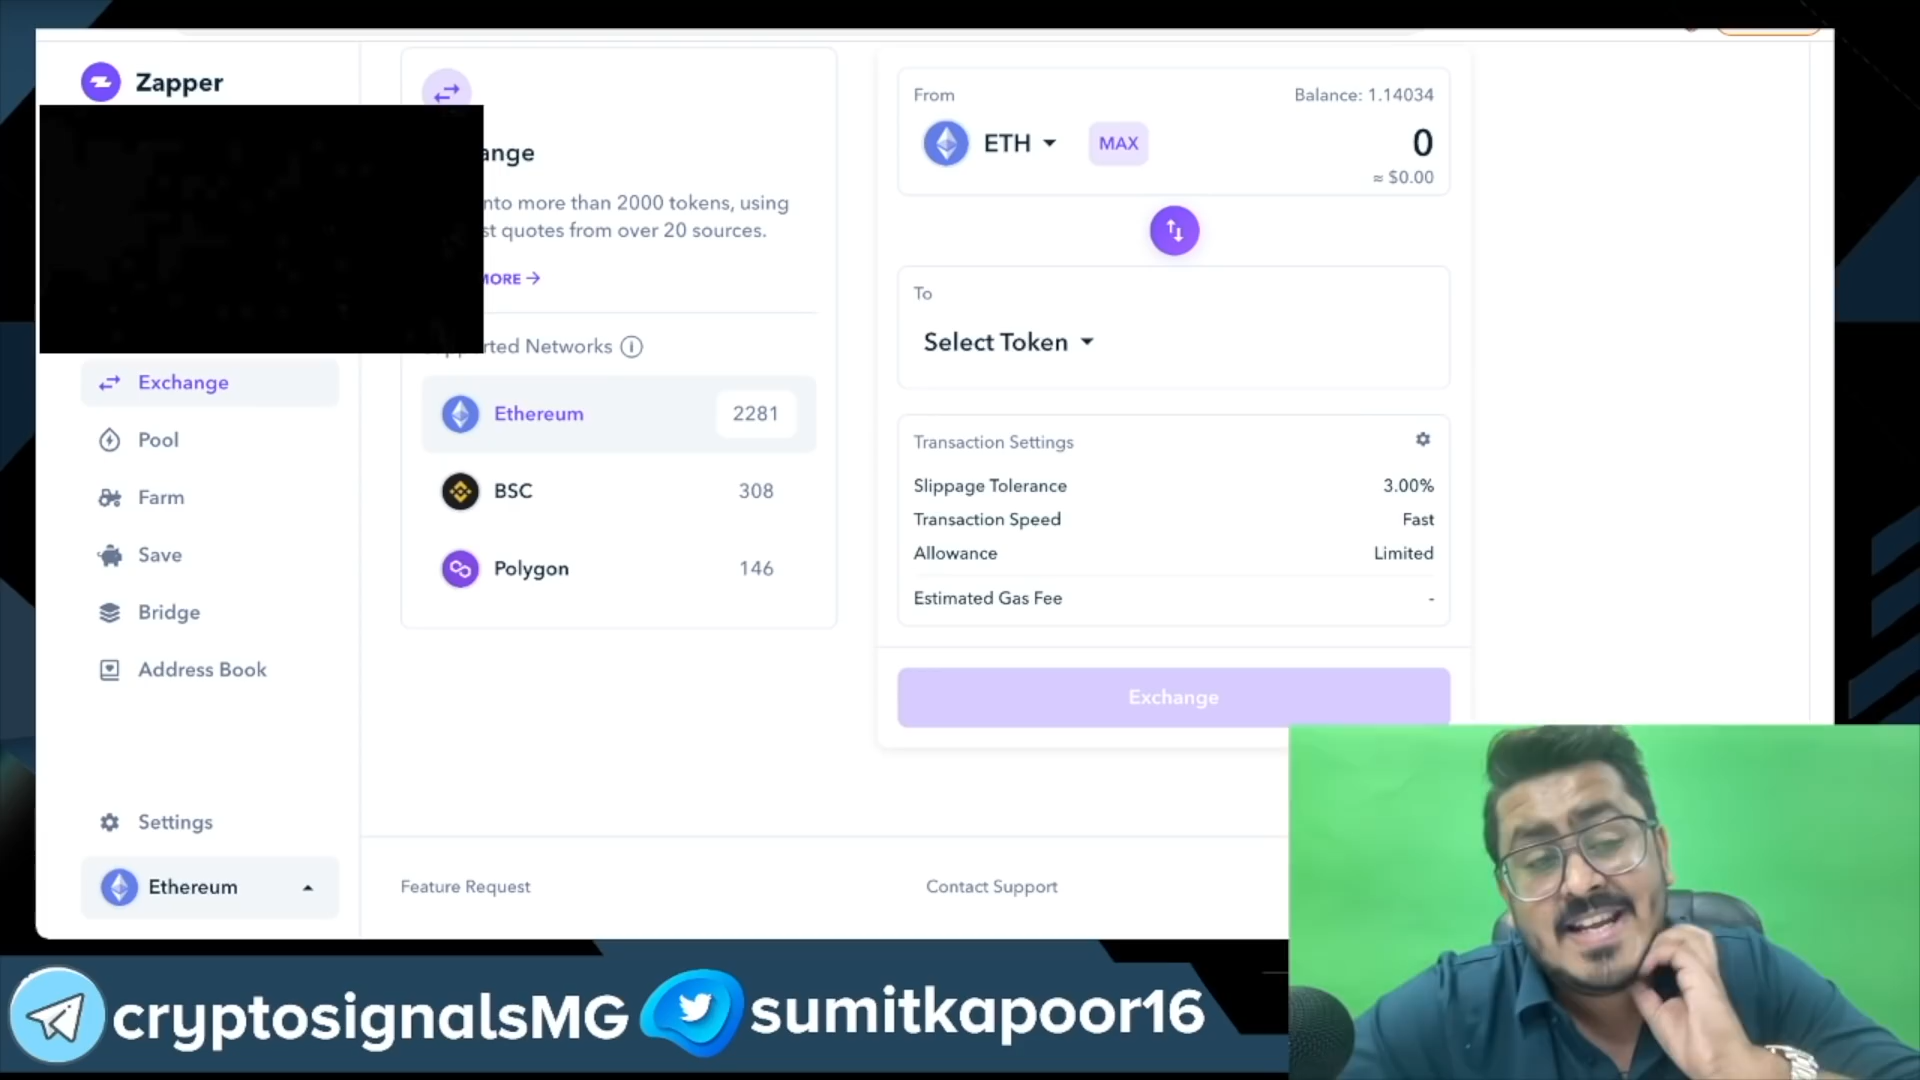 Zapper
ange
nto more than 2000 tokens, using
st quotes from over 20 sources.
MORE
rted Networks
Ethereum 2281
BSC 308
Polygon 146
Exchange
Pool
Farm
Save
Bridge
Address Book
Settings
Ethereum
From Balance: 1.14034
ETH MAX 0
≈ $0.00
To
Select Token
Transaction Settings
Slippage Tolerance 3.00%
Transaction Speed Fast
Allowance Limited
Estimated Gas Fee -
Exchange
Feature Request Contact Support
cryptosignalsMG sumitkapoor16